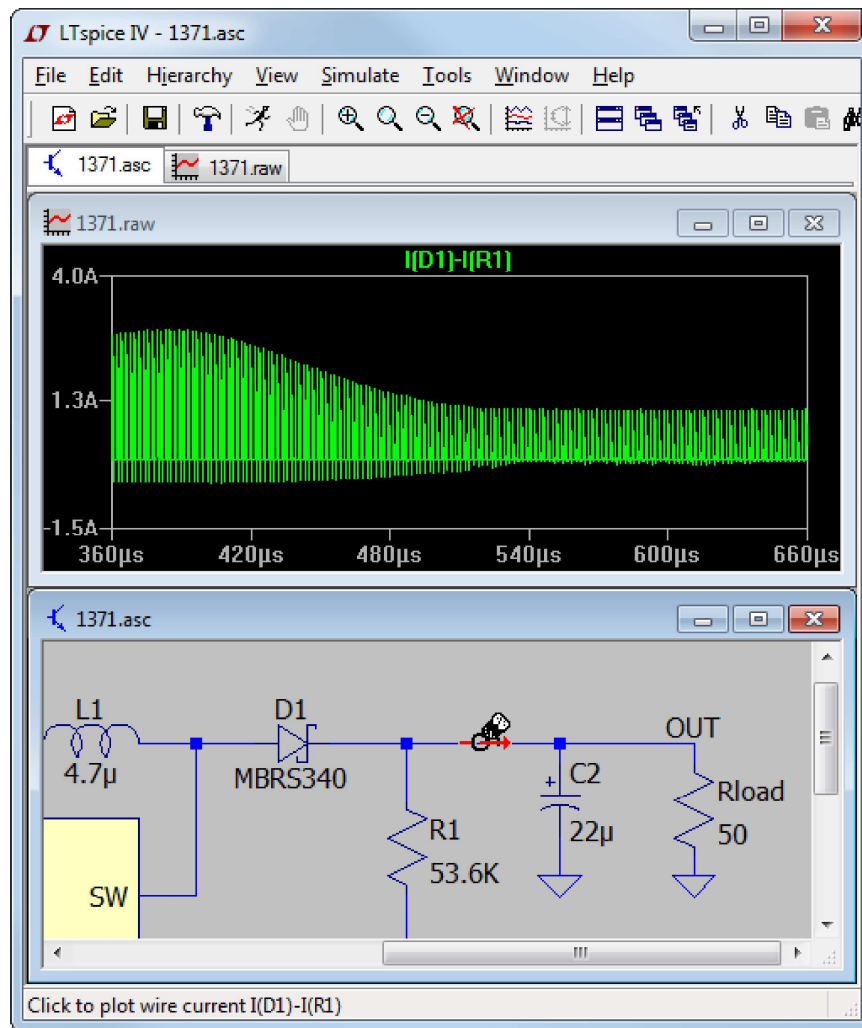 LTspice IV - 1371.asc
File Edit Hierarchy View Simulate Tools Window Help
1371.asc 1371.raw
1371.raw
I(D1)-I(R1)
4.0A
1.3A
-1.5A
360µs 420µs 480µs 540µs 600µs 660µs
1371.asc
L1
4.7µ
D1
MBRS340
OUT
C2
22µ
Rload
50
R1
53.6K
SW
Click to plot wire current I(D1)-I(R1)